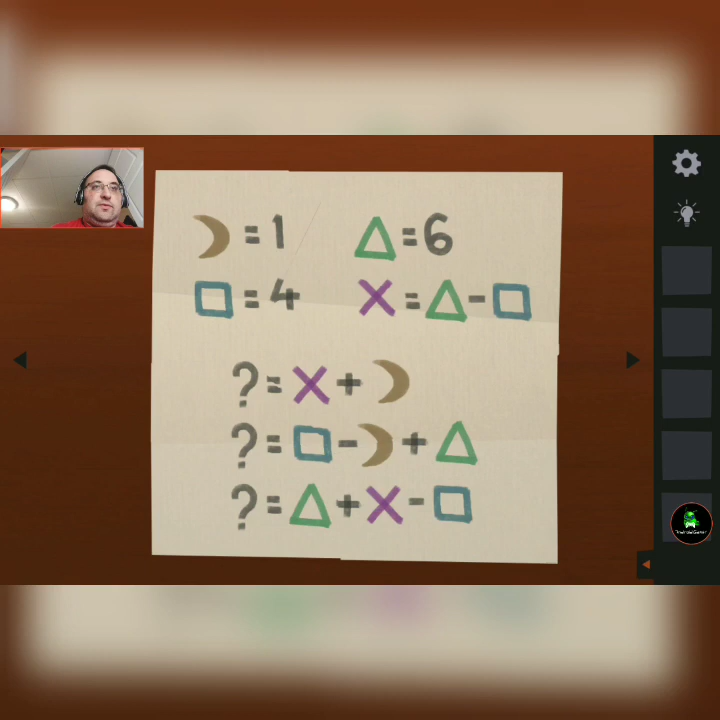 ☽ = 1 △ = 6
□ = 4 X = △ - □
? = X + ☽
? = □ - ☽ + △
? = △ + X - □